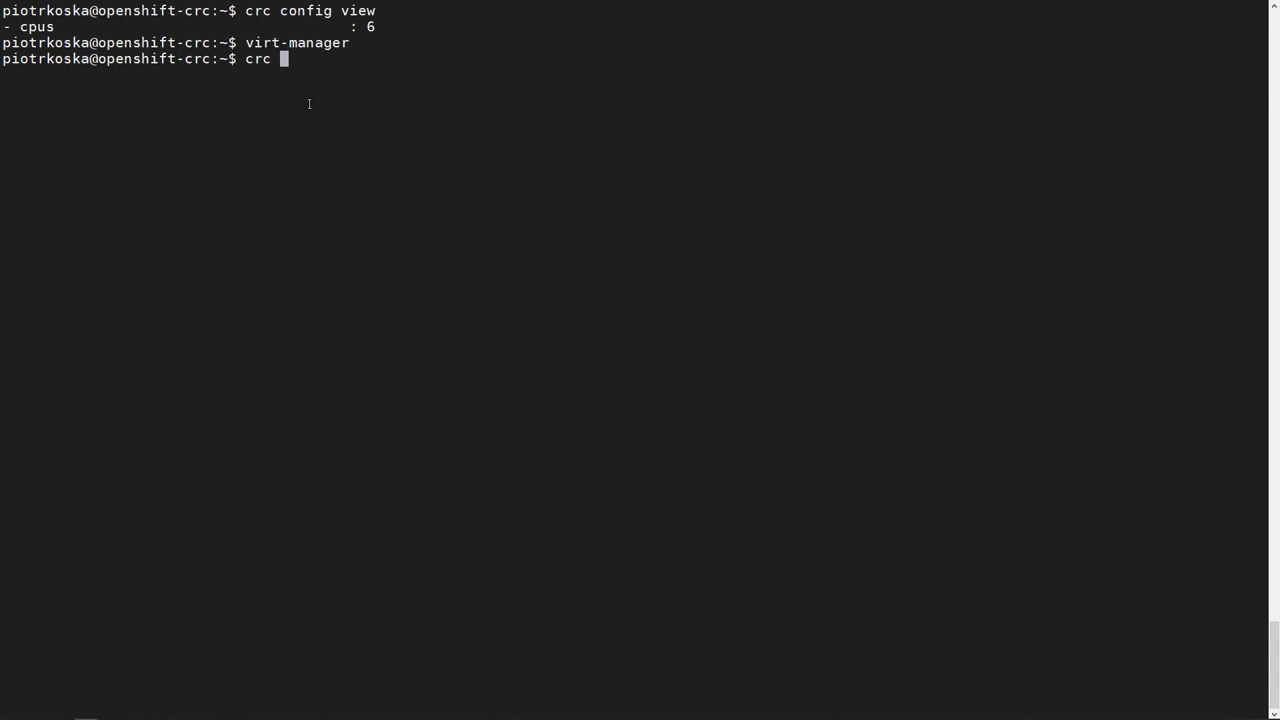 piotrkoska@openshift-crc:~$ crc config view
- cpus                                  : 6
piotrkoska@openshift-crc:~$ virt-manager
piotrkoska@openshift-crc:~$ crc